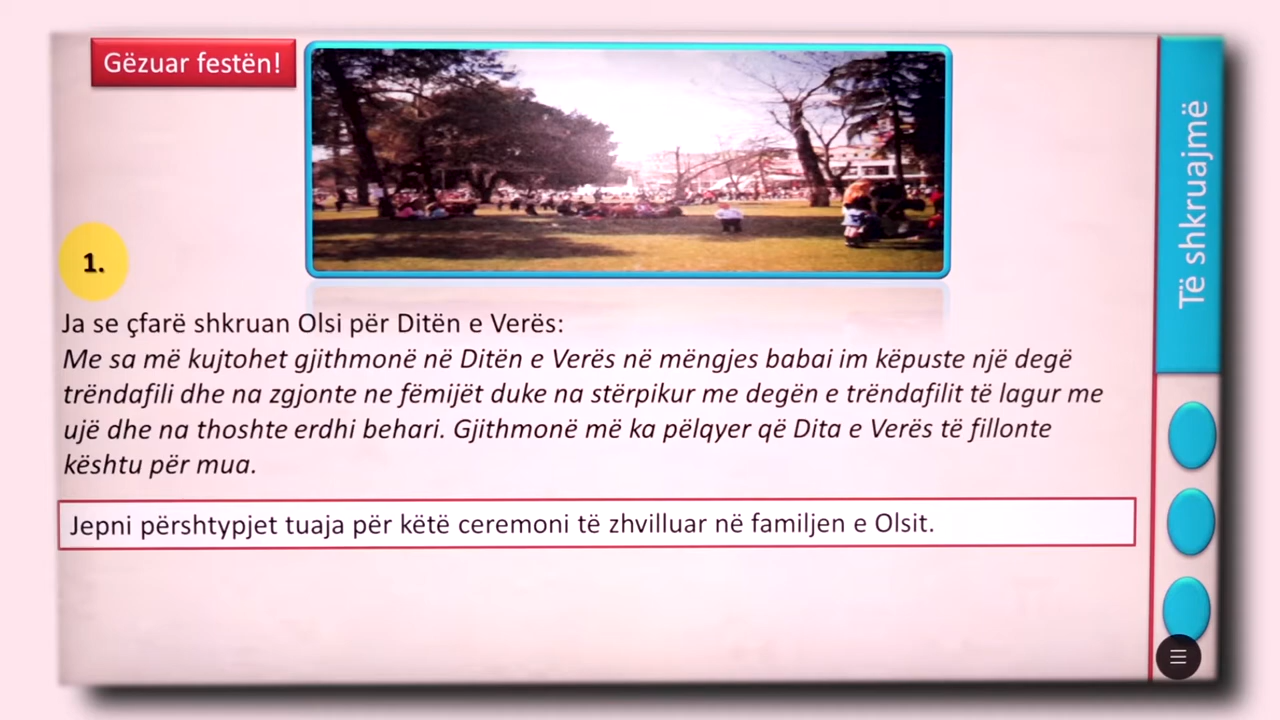 Gëzuar festën!
Të shkruajmë
1.
Ja se çfarë shkruan Olsi për Ditën e Verës:
Me sa më kujtohet gjithmonë në Ditën e Verës në mëngjes babai im këpuste një degë
trëndafili dhe na zgjonte ne fëmijët duke na stërpikur me degën e trëndafilit të lagur me
ujë dhe na thoshte erdhi behari. Gjithmonë më ka pëlqyer që Dita e Verës të fillonte
kështu për mua.
Jepni përshtypjet tuaja për këtë ceremoni të zhvilluar në familjen e Olsit.